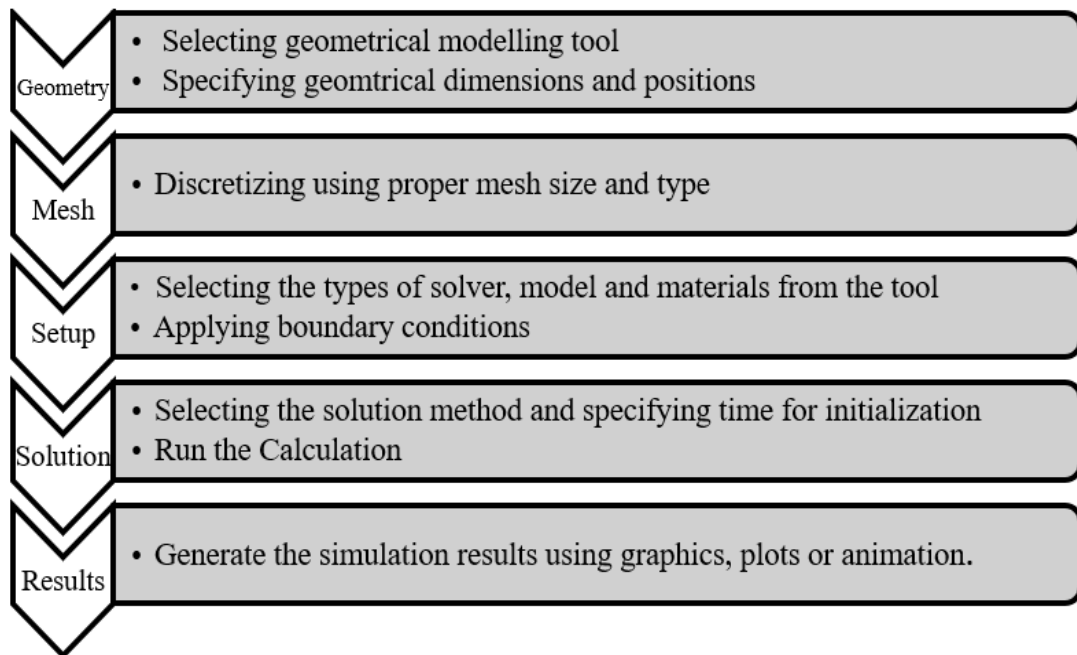 Geometry
• Selecting geometrical modelling tool
• Specifying geomtrical dimensions and positions
Mesh
• Discretizing using proper mesh size and type
Setup
• Selecting the types of solver, model and materials from the tool
• Applying boundary conditions
Solution
• Selecting the solution method and specifying time for initialization
• Run the Calculation
Results
• Generate the simulation results using graphics, plots or animation.